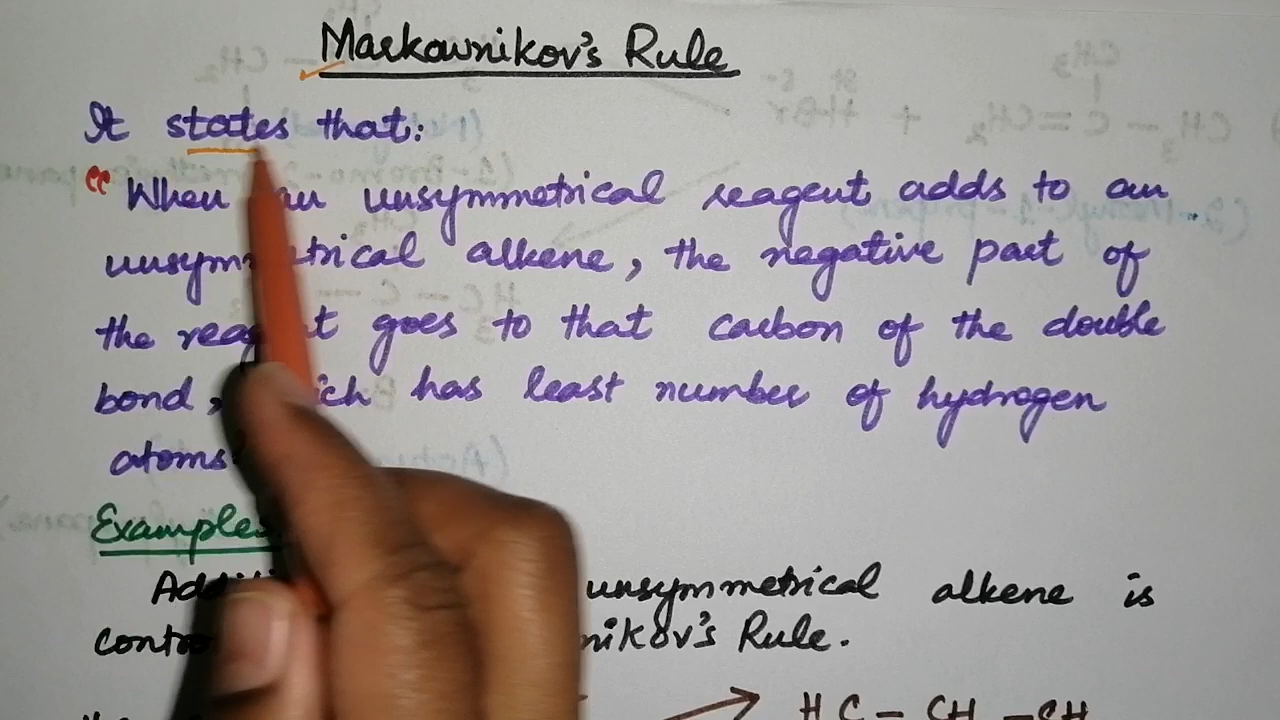 Markownikov's Rule
It states that:
"When an unsymmetrical reagent adds to an
unsymmetrical alkene, the negative part of
the reagent goes to that carbon of the double
bond, which has least number of hydrogen
atoms
Examples
unsymmetrical alkene is
Rule.
H C – CH – CH